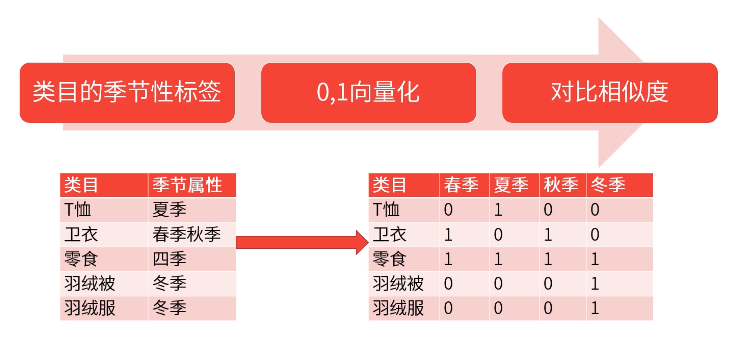 类目的季节性标签
0,1向量化
对比相似度
类目 季节属性
T恤 夏季
卫衣 春季秋季
零食 四季
羽绒被 冬季
羽绒服 冬季
类目 春季 夏季 秋季 冬季
T恤 0 1 0 0
卫衣 1 0 1 0
零食 1 1 1 1
羽绒被 0 0 0 1
羽绒服 0 0 0 1